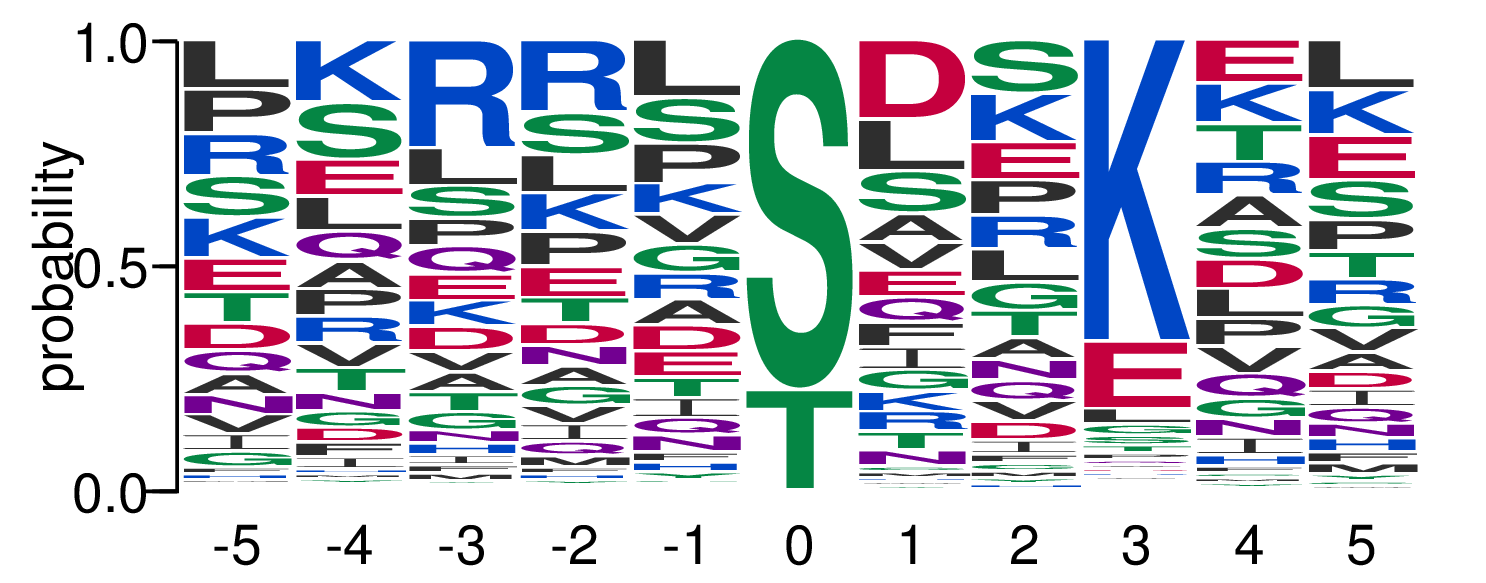 probability
1.0
0.5
0.0
L K R R L S D S K E L
P S L S S T L K E K K
R E S L P S E L T E
S L P K K A P G R S
K Q Q P V V R S A P
E A E E G E L T S T
T P K T R Q G D R
D R D D A F T L G
Q V V N D I A P V
A T A A E G N V A
N N T G T K Q Q D
V G G V I R V G I
-5 -4 -3 -2 -1 0 1 2 3 4 5